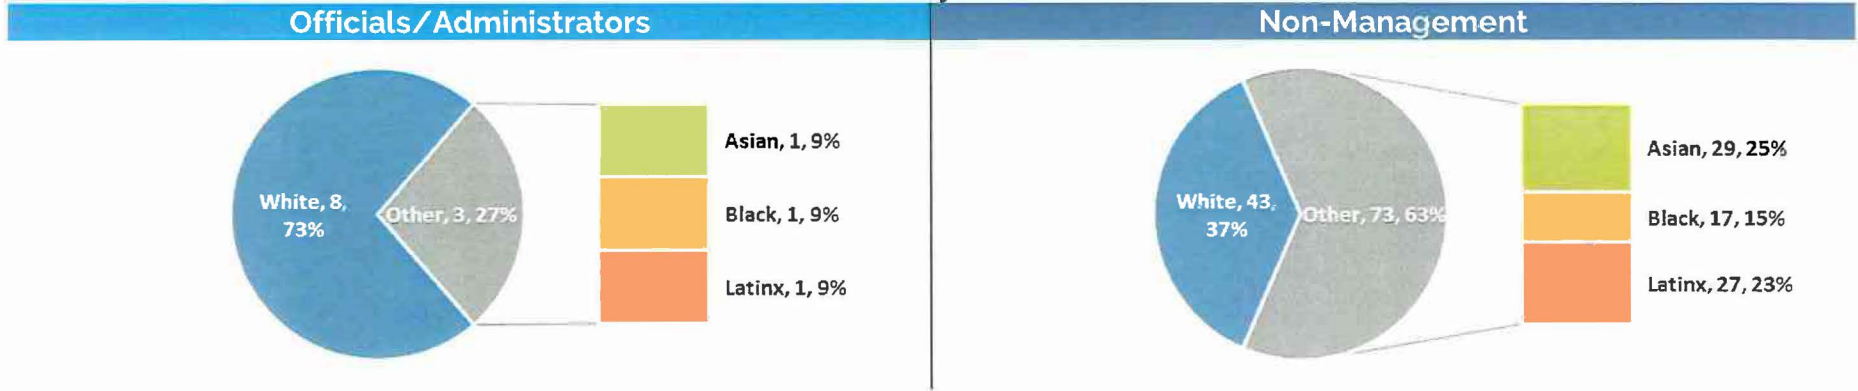 Officials/Administrators
White, 8,
73%
Other, 3, 27%
Asian, 1, 9%
Black, 1, 9%
Latinx, 1, 9%
Non-Management
White, 43,
37%
Other, 73, 63%
Asian, 29, 25%
Black, 17, 15%
Latinx, 27, 23%